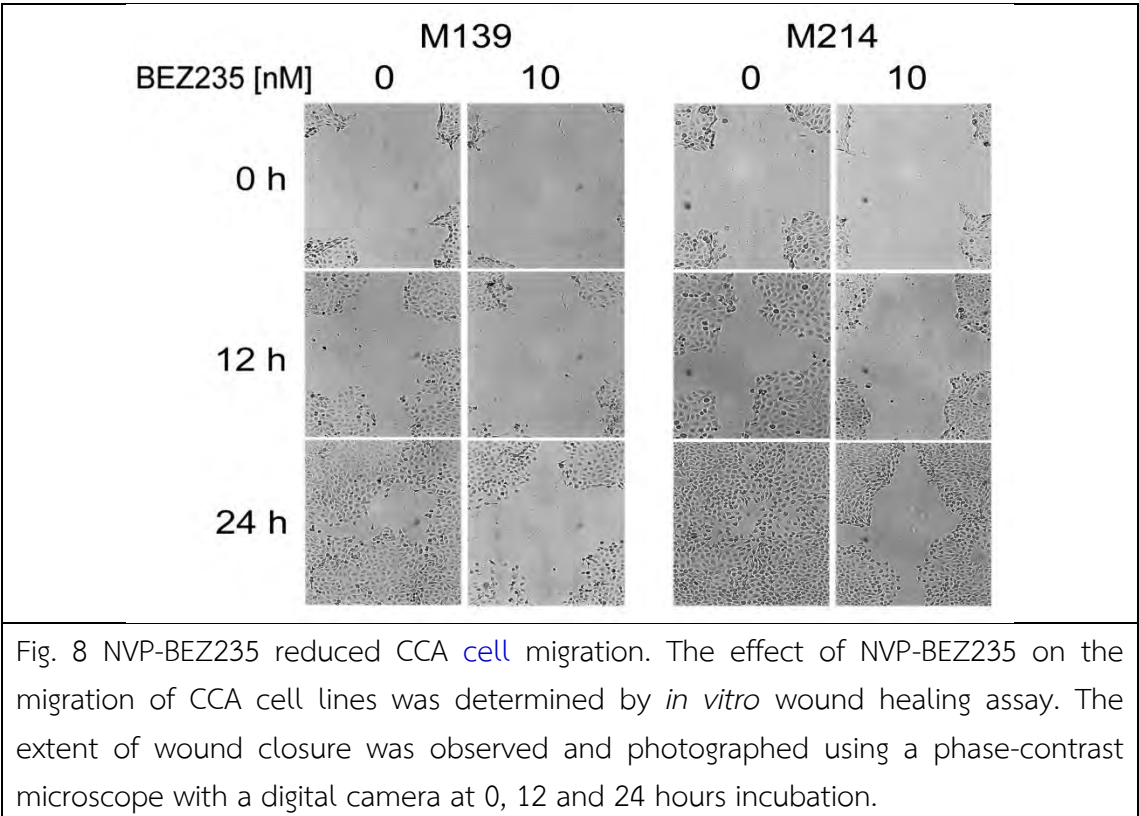 M139 M214
BEZ235 [nM] 0 10 0 10
0 h
12 h
24 h
Fig. 8 NVP-BEZ235 reduced CCA cell migration. The effect of NVP-BEZ235 on the
migration of CCA cell lines was determined by in vitro wound healing assay. The
extent of wound closure was observed and photographed using a phase-contrast
microscope with a digital camera at 0, 12 and 24 hours incubation.